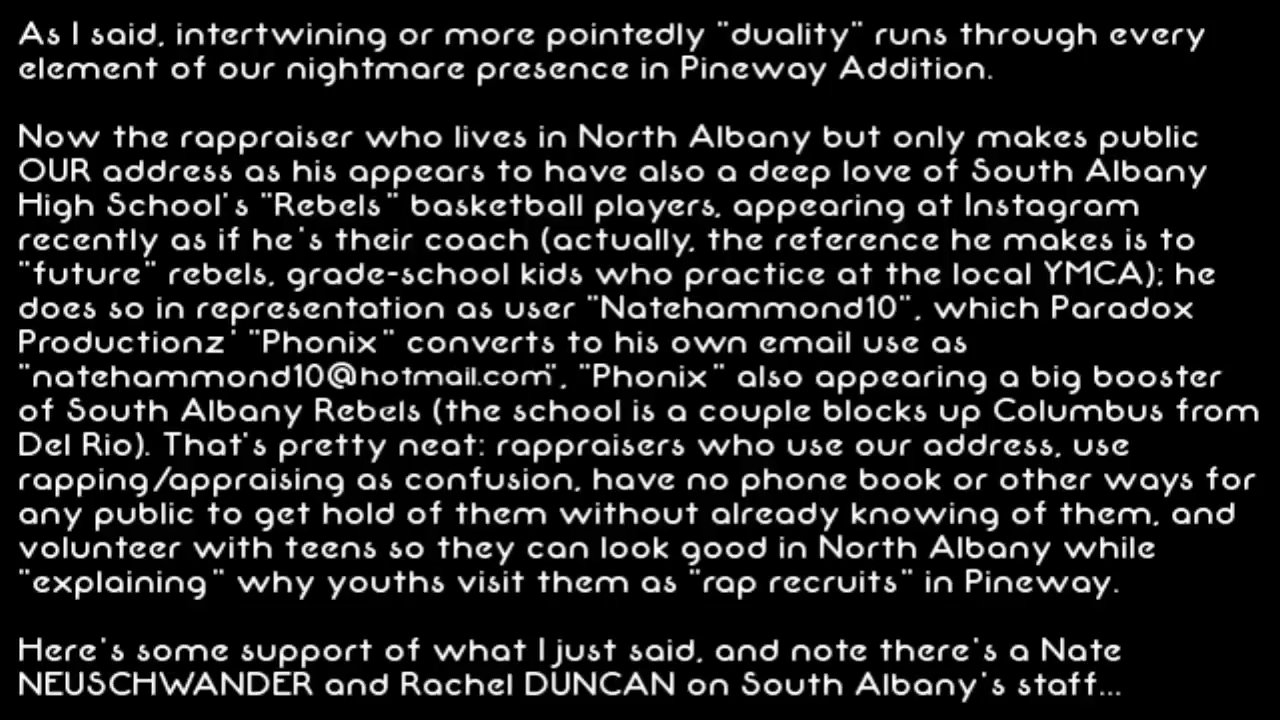 As I said, intertwining or more pointedly "duality" runs through every
element of our nightmare presence in Pineway Addition.
Now the rappraiser who lives in North Albany but only makes public
OUR address as his appears to have also a deep love of South Albany
High School's "Rebels" basketball players, appearing at Instagram
recently as if he's their coach (actually, the reference he makes is to
"future" rebels, grade-school kids who practice at the local YMCA); he
does so in representation as user "Natehammond10", which Paradox
Productionz' "Phonix" converts to his own email use as
"natehammond10@hotmail.com", "Phonix" also appearing a big booster
of South Albany Rebels (the school is a couple blocks up Columbus from
Del Rio). That's pretty neat: rappraisers who use our address, use
rapping/appraising as confusion, have no phone book or other ways for
any public to get hold of them without already knowing of them, and
volunteer with teens so they can look good in North Albany while
"explaining" why youths visit them as "rap recruits" in Pineway.
Here's some support of what I just said, and note there's a Nate
NEUSCHWANDER and Rachel DUNCAN on South Albany's staff...